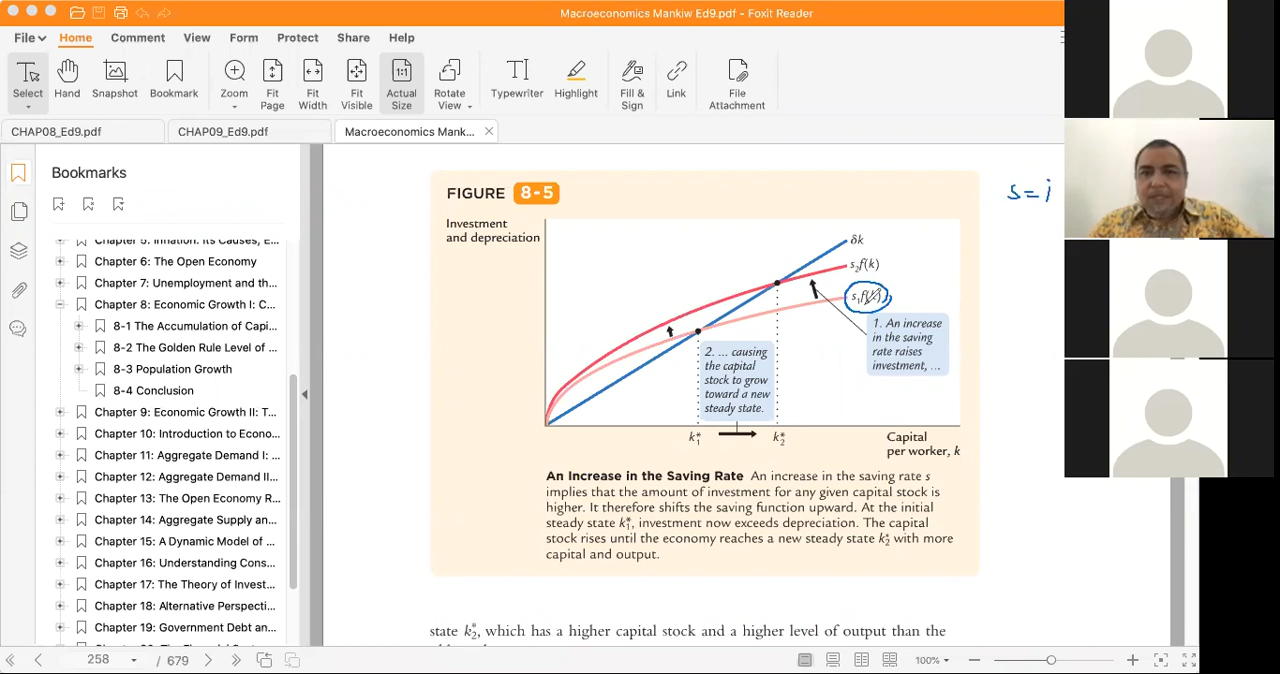 Macroeconomics Mankiw Ed9.pdf - Foxit Reader
File Home Comment View Form Protect Share Help
Select Hand Snapshot Bookmark Zoom Fit Page Fit Width Fit Visible Actual Size Rotate View Typewriter Highlight Fill & Sign Link File Attachment
CHAP08_Ed9.pdf CHAP09_Ed9.pdf Macroeconomics Mank...
Bookmarks
Chapter 5: Inflation: Its Causes, E...
Chapter 6: The Open Economy
Chapter 7: Unemployment and th...
Chapter 8: Economic Growth I: C...
8-1 The Accumulation of Capi...
8-2 The Golden Rule Level of ...
8-3 Population Growth
8-4 Conclusion
Chapter 9: Economic Growth II: T...
Chapter 10: Introduction to Econo...
Chapter 11: Aggregate Demand I: ...
Chapter 12: Aggregate Demand II...
Chapter 13: The Open Economy R...
Chapter 14: Aggregate Supply an...
Chapter 15: A Dynamic Model of ...
Chapter 16: Understanding Cons...
Chapter 17: The Theory of Invest...
Chapter 18: Alternative Perspecti...
Chapter 19: Government Debt an...
FIGURE 8-5
s = i
Investment
and depreciation
δk
s₂f(k)
s₁f(k)
1. An increase
in the saving
rate raises
investment, ...
2. ... causing
the capital
stock to grow
toward a new
steady state.
k₁* k₂*
Capital
per worker, k
An Increase in the Saving Rate An increase in the saving rate s
implies that the amount of investment for any given capital stock is
higher. It therefore shifts the saving function upward. At the initial
steady state k₁*, investment now exceeds depreciation. The capital
stock rises until the economy reaches a new steady state k₂* with more
capital and output.
state k₂*, which has a higher capital stock and a higher level of output than the
258 / 679 100%